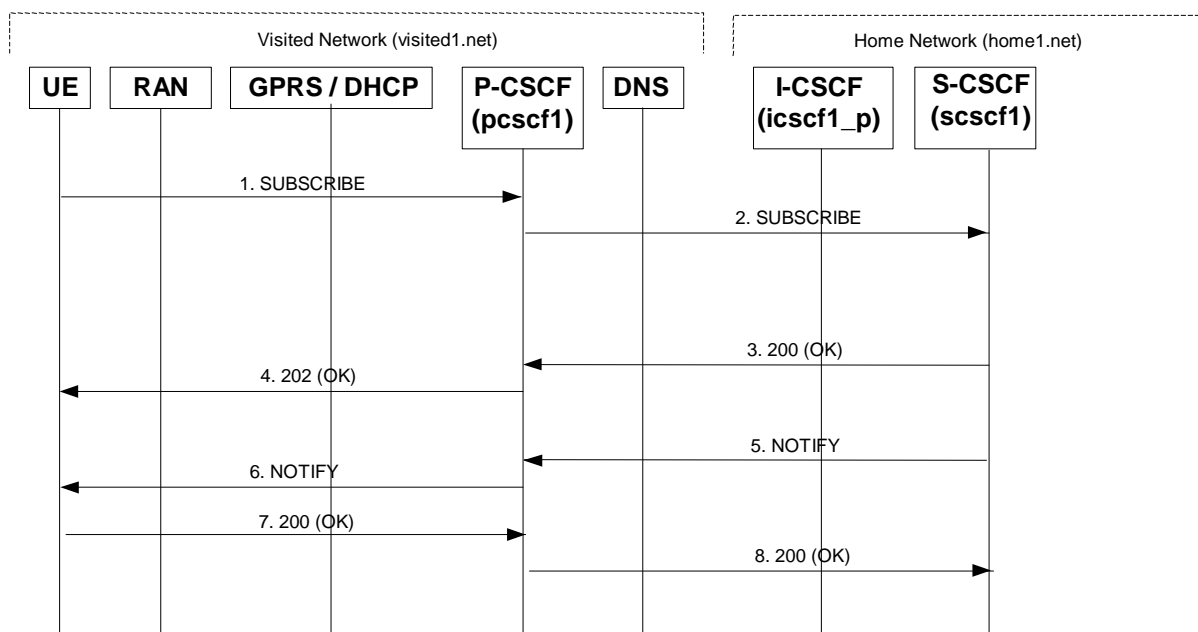 Visited Network (visited1.net)
Home Network (home1.net)
UE
RAN
GPRS / DHCP
P-CSCF
(pcscf1)
DNS
I-CSCF
(icscf1_p)
S-CSCF
(scscf1)
1. SUBSCRIBE
2. SUBSCRIBE
3. 200 (OK)
4. 202 (OK)
5. NOTIFY
6. NOTIFY
7. 200 (OK)
8. 200 (OK)